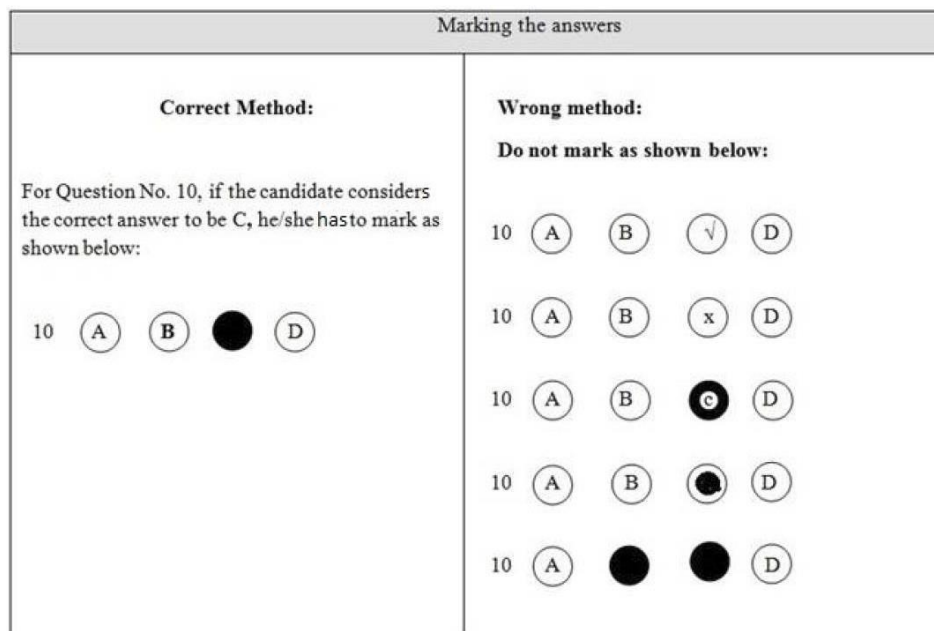 Marking the answers
Correct Method:
For Question No. 10, if the candidate considers
the correct answer to be C, he/she has to mark as
shown below:
10 A B D
Wrong method:
Do not mark as shown below:
10 A B √ D
10 A B x D
10 A B c D
10 A B D
10 A D